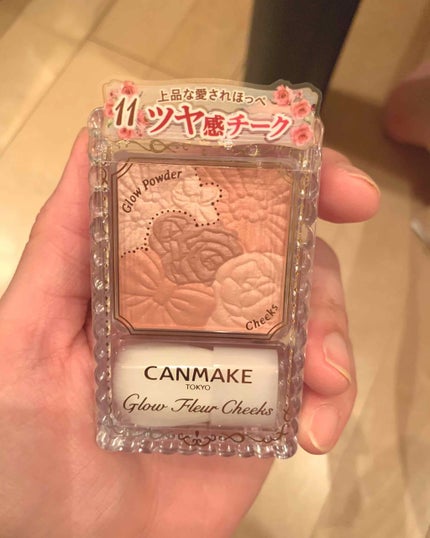 上品な愛されほっぺ
11 ツヤ感チーク
Glow Powder
Cheeks
CANMAKE
TOKYO
Glow Fleur Cheeks